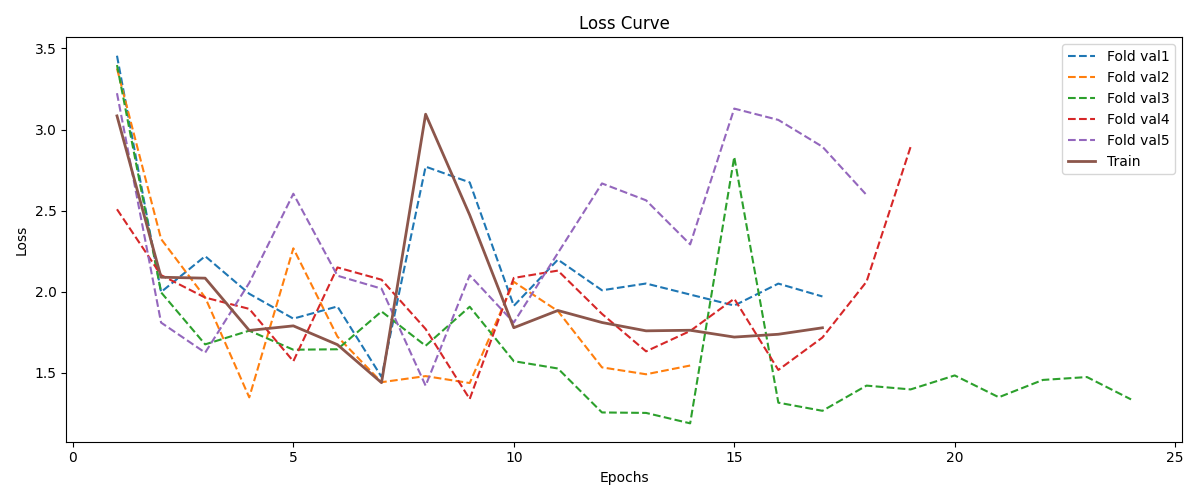 Loss Curve
3.5
3.0
2.5
2.0
1.5
Loss
0
5
10
15
20
25
Epochs
Fold val1
Fold val2
Fold val3
Fold val4
Fold val5
Train